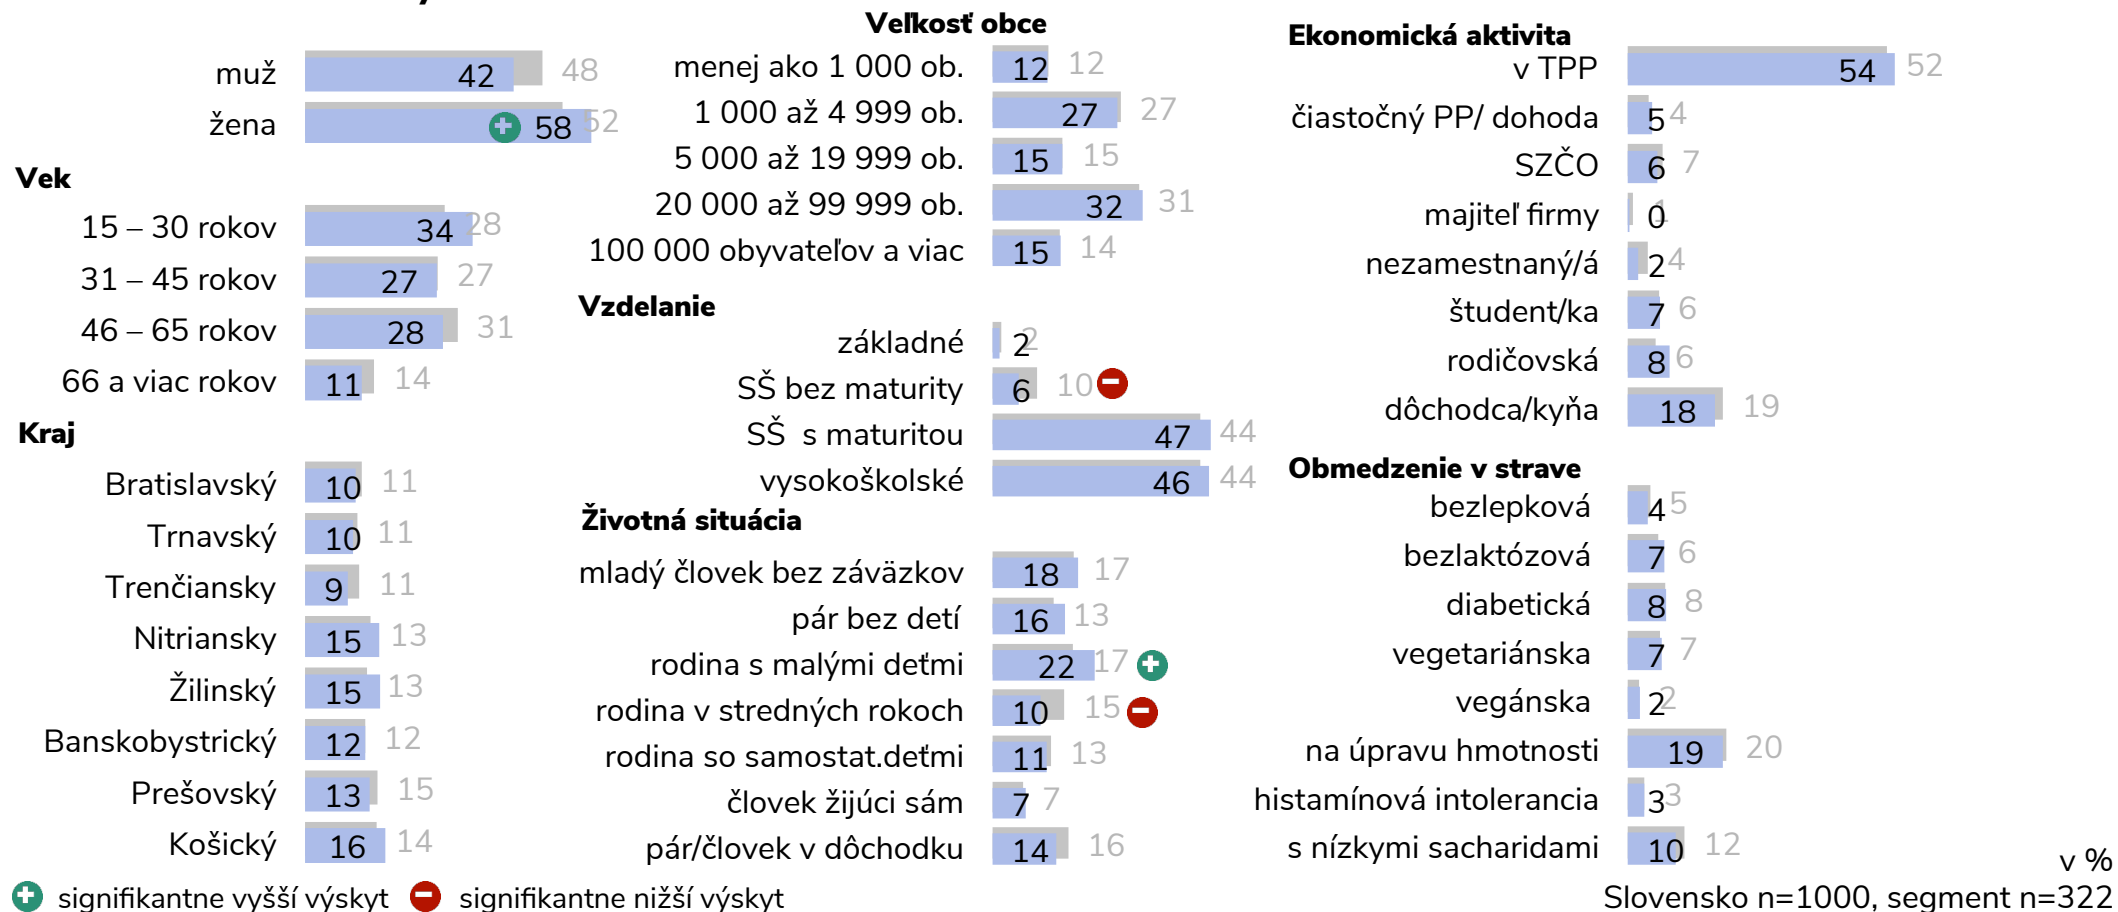 muž 42 48
žena 58 52
Vek
15 – 30 rokov 34 28
31 – 45 rokov 27 27
46 – 65 rokov 28 31
66 a viac rokov 11 14
Kraj
Bratislavský 10 11
Trnavský 10 11
Trenčiansky 9 11
Nitriansky 15 13
Žilinský 15 13
Banskobystrický 12 12
Prešovský 13 15
Košický 16 14
Veľkosť obce
menej ako 1 000 ob. 12 12
1 000 až 4 999 ob. 27 27
5 000 až 19 999 ob. 15 15
20 000 až 99 999 ob. 32 31
100 000 obyvateľov a viac 15 14
Vzdelanie
základné 2 2
SŠ bez maturity 6 10
SŠ s maturitou 47 44
vysokoškolské 46 44
Životná situácia
mladý človek bez záväzkov 18 17
pár bez detí 16 13
rodina s malými deťmi 22 17
rodina v stredných rokoch 10 15
rodina so samostat.deťmi 11 13
človek žijúci sám 7 7
pár/človek v dôchodku 14 16
Ekonomická aktivita
v TPP 54 52
čiastočný PP/ dohoda 5 4
SZČO 6 7
majiteľ firmy 0 1
nezamestnaný/á 2 4
študent/ka 7 6
rodičovská 8 6
dôchodca/kyňa 18 19
Obmedzenie v strave
bezlepková 4 5
bezlaktózová 7 6
diabetická 8 8
vegetariánska 7 7
vegánska 2 2
na úpravu hmotnosti 19 20
histamínová intolerancia 3 3
s nízkymi sacharidami 10 12
signifikantne vyšší výskyt signifikantne nižší výskyt
v %
Slovensko n=1000, segment n=322